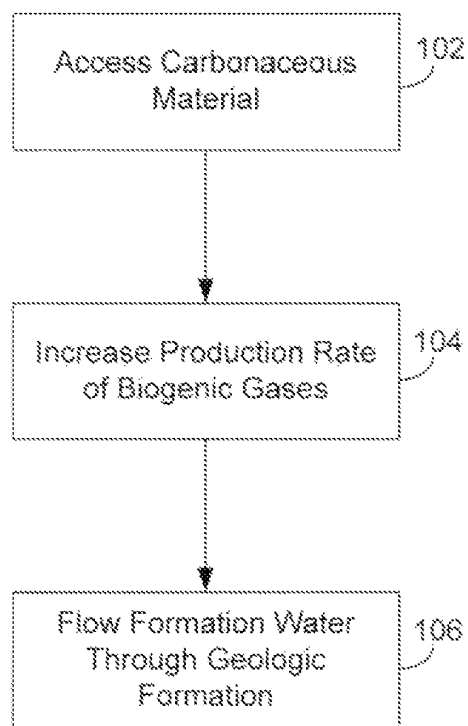 Access Carbonaceous
Material
102
Increase Production Rate
of Biogenic Gases
104
Flow Formation Water
Through Geologic
Formation
106